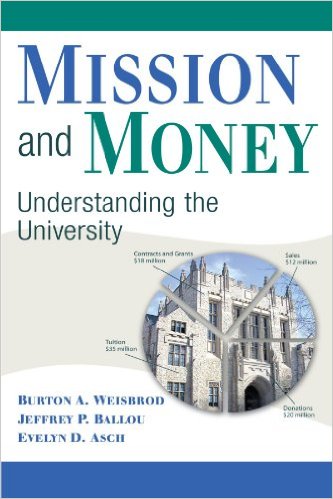 MISSION
and MONEY
Understanding the
University
Contracts and Grants
$18 million
Sales
$12 million
Tuition
$35 million
Donations
$20 million
BURTON A. WEISBROD
JEFFREY P. BALLOU
EVELYN D. ASCH